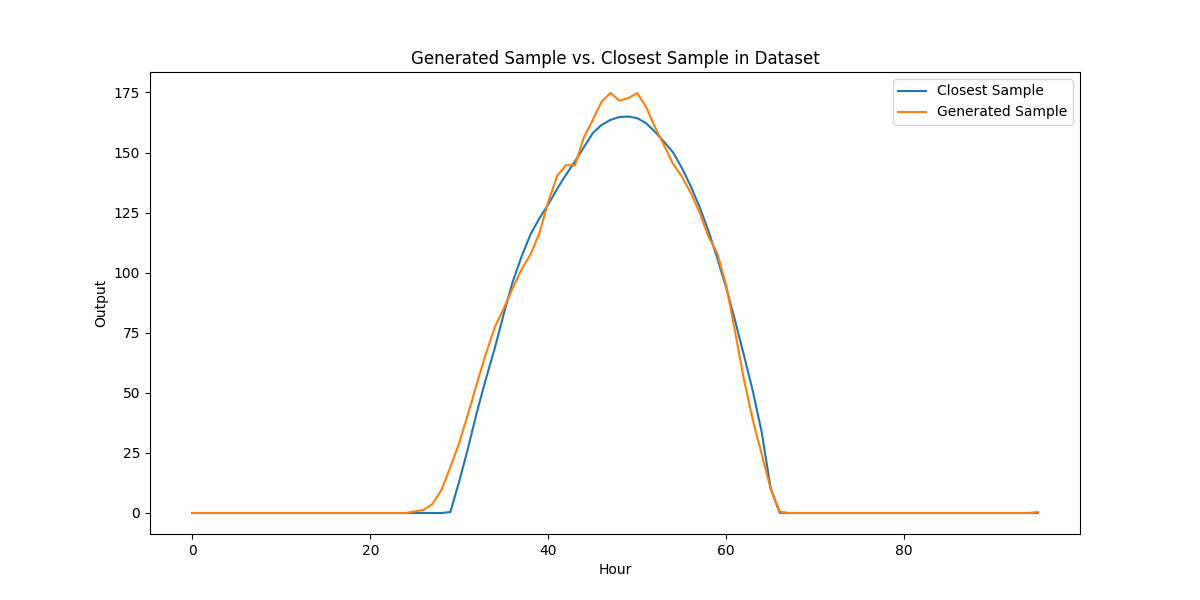 Generated Sample vs. Closest Sample in Dataset
Closest Sample
Generated Sample
175
150
125
100
75
50
25
0
Output
0 20 40 60 80
Hour